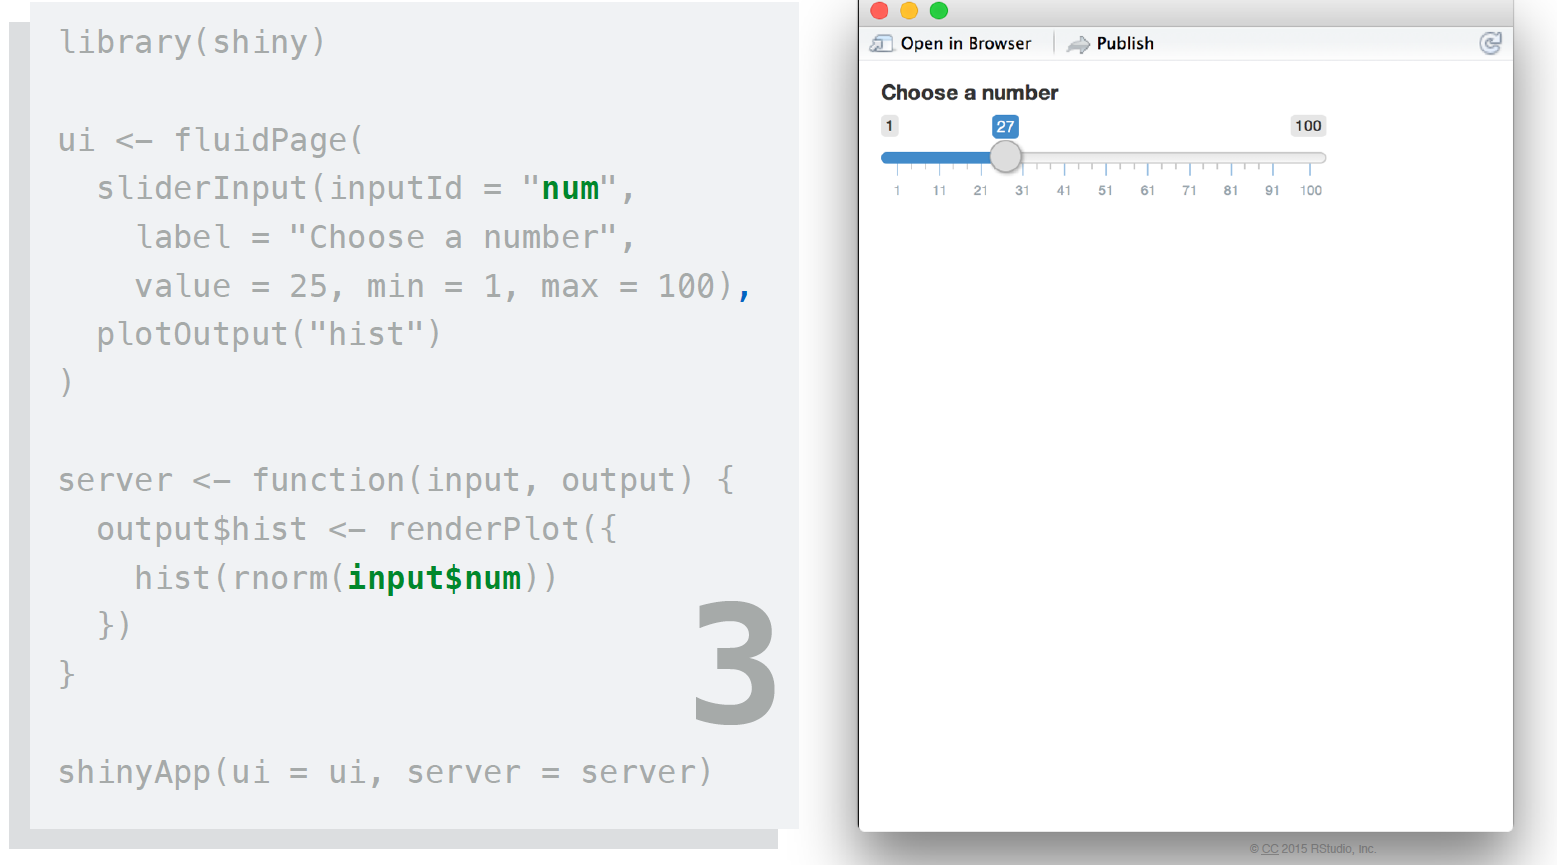 library(shiny)
ui <- fluidPage(
  sliderInput(inputId = "num",
    label = "Choose a number",
    value = 25, min = 1, max = 100),
  plotOutput("hist")
)
server <- function(input, output) {
  output$hist <- renderPlot({
    hist(rnorm(input$num))
  })
}
3
shinyApp(ui = ui, server = server)
Open in Browser Publish
Choose a number
1 27 100
1 11 21 31 41 51 61 71 81 91 100
© CC 2015 RStudio, Inc.